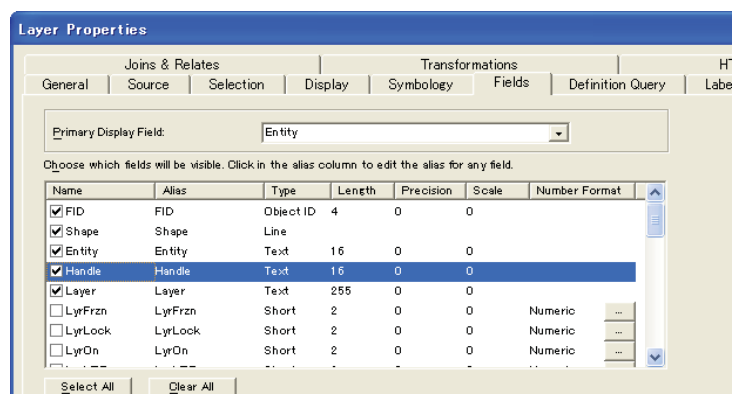 Layer Properties
Joins & Relates Transformations HT
General Source Selection Display Symbology Fields Definition Query Labe
Primary Display Field: Entity
Choose which fields will be visible. Click in the alias column to edit the alias for any field.
Name Alias Type Length Precision Scale Number Format
FID FID Object ID 4 0 0
Shape Shape Line
Entity Entity Text 16 0 0
Handle Handle Text 16 0 0
Layer Layer Text 255 0 0
LyrFrzn LyrFrzn Short 2 0 0 Numeric ...
LyrLock LyrLock Short 2 0 0 Numeric ...
LyrOn LyrOn Short 2 0 0 Numeric ...
Select All Clear All